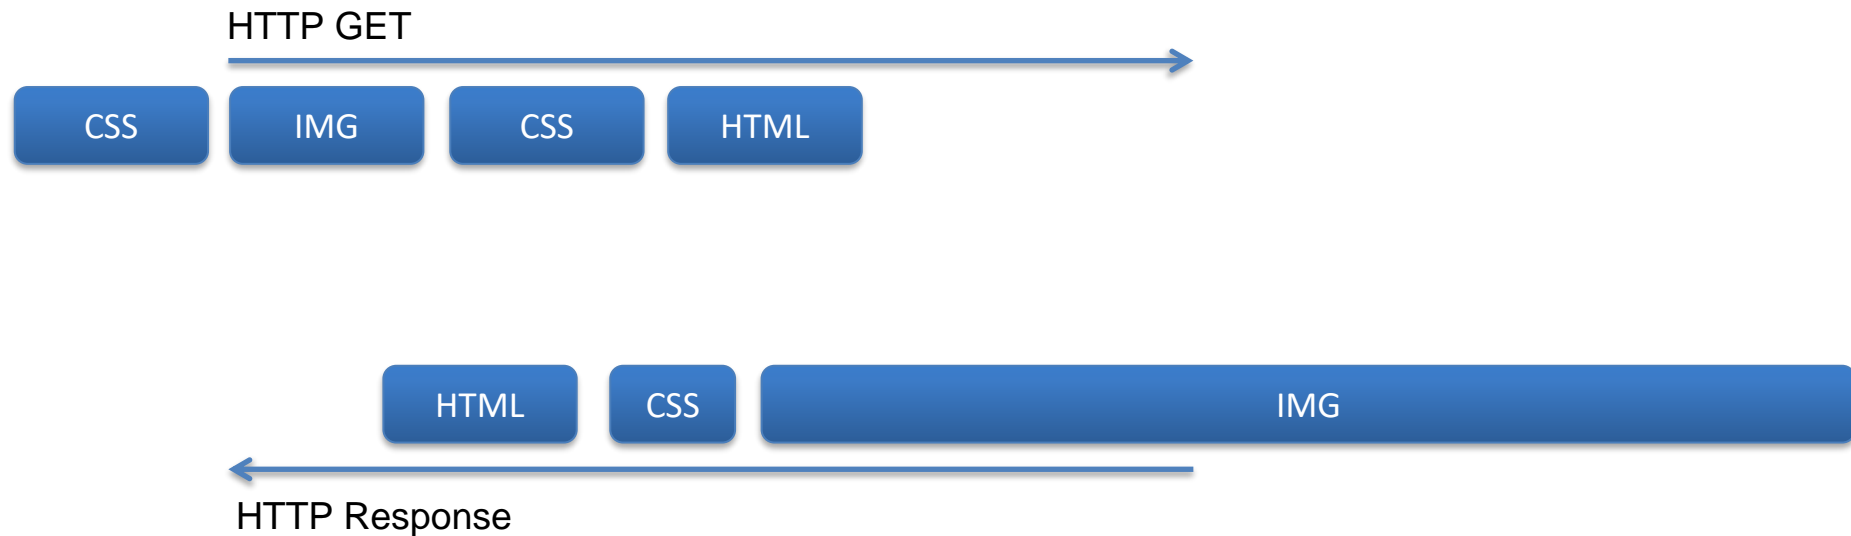 HTTP GET
CSS IMG CSS HTML
HTML CSS IMG
HTTP Response